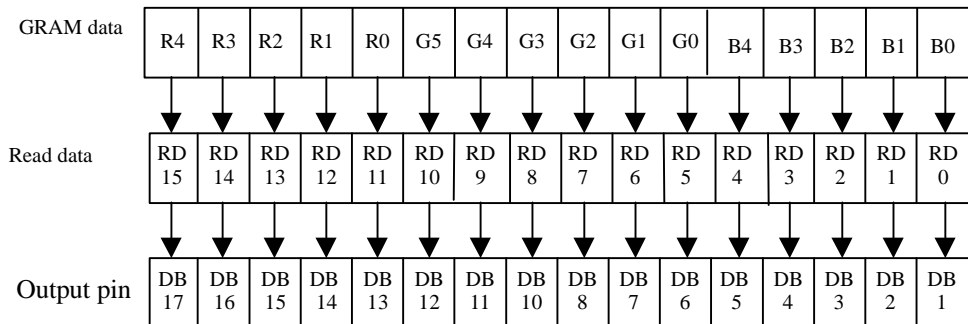 GRAM data R4 R3 R2 R1 R0 G5 G4 G3 G2 G1 G0 B4 B3 B2 B1 B0
Read data RD 15 RD 14 RD 13 RD 12 RD 11 RD 10 RD 9 RD 8 RD 7 RD 6 RD 5 RD 4 RD 3 RD 2 RD 1 RD 0
Output pin DB 17 DB 16 DB 15 DB 14 DB 13 DB 12 DB 11 DB 10 DB 8 DB 7 DB 6 DB 5 DB 4 DB 3 DB 2 DB 1